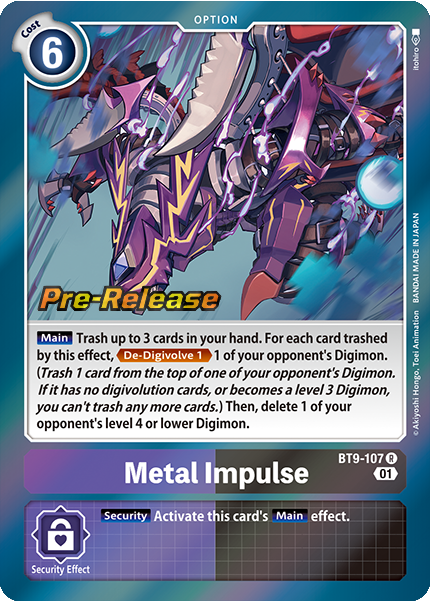 Cost
6
OPTION
itohiro
Pre-Release
Main Trash up to 3 cards in your hand. For each card trashed
by this effect, De-Digivolve 1 1 of your opponent's Digimon.
(Trash 1 card from the top of one of your opponent's Digimon.
If it has no digivolution cards, or becomes a level 3 Digimon,
you can't trash any more cards.) Then, delete 1 of your
opponent's level 4 or lower Digimon.
©Akiyoshi Hongo, Toei Animation BANDAI MADE IN JAPAN
Metal Impulse
BT9-107 R
01
Security Effect
Security Activate this card's Main effect.